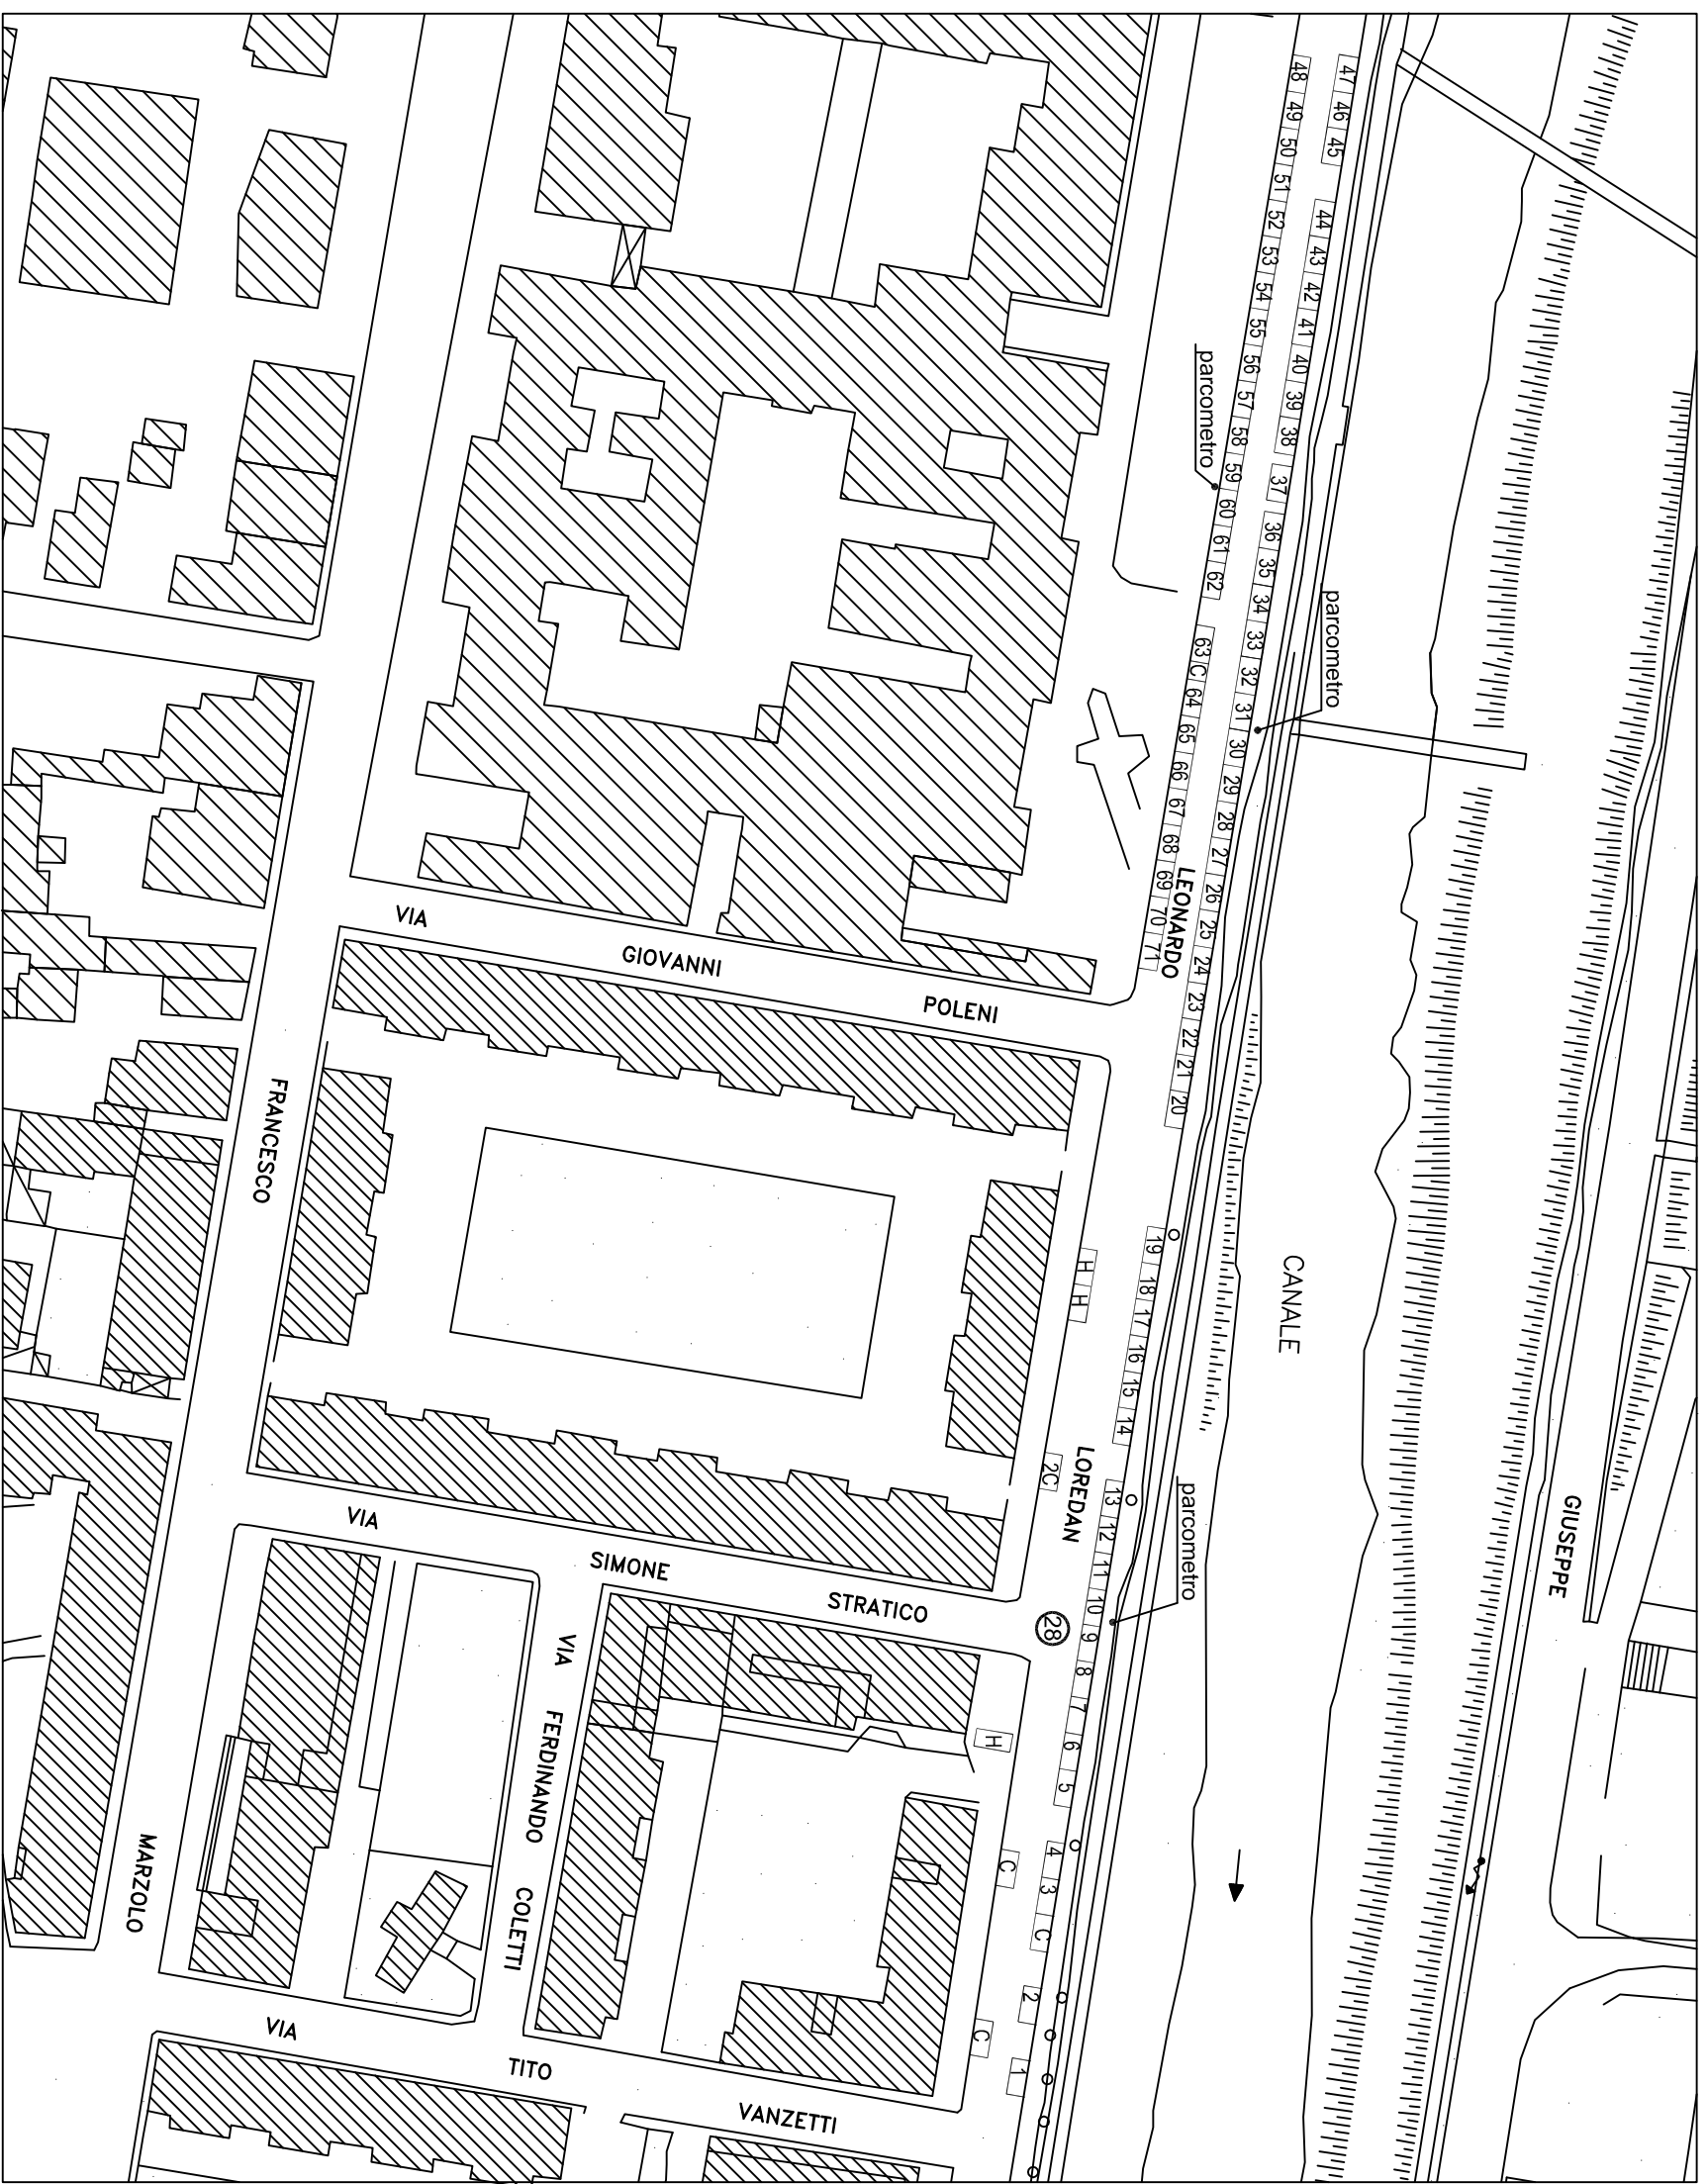 47 46 45
44 43 42 41 40 39 38
37
36 35 34 33 32 31 30 29 28 27 26 25 24 23 22 21 20
19 18 17 16 15 14
13 12 11 10 9 8 7 6 5
4 3 C
2
1
48 49 50 51 52 53 54 55 56 57 58 59 60 61 62
63 C 64 65 66 67 68 69 70 71
H H
2C
H
C
C
parcometro
parcometro
parcometro
28
LEONARDO LOREDAN
CANALE
GIUSEPPE
VIA GIOVANNI POLENI
FRANCESCO MARZOLO
VIA SIMONE STRATICO
VIA FERDINANDO COLETTI
VIA TITO VANZETTI